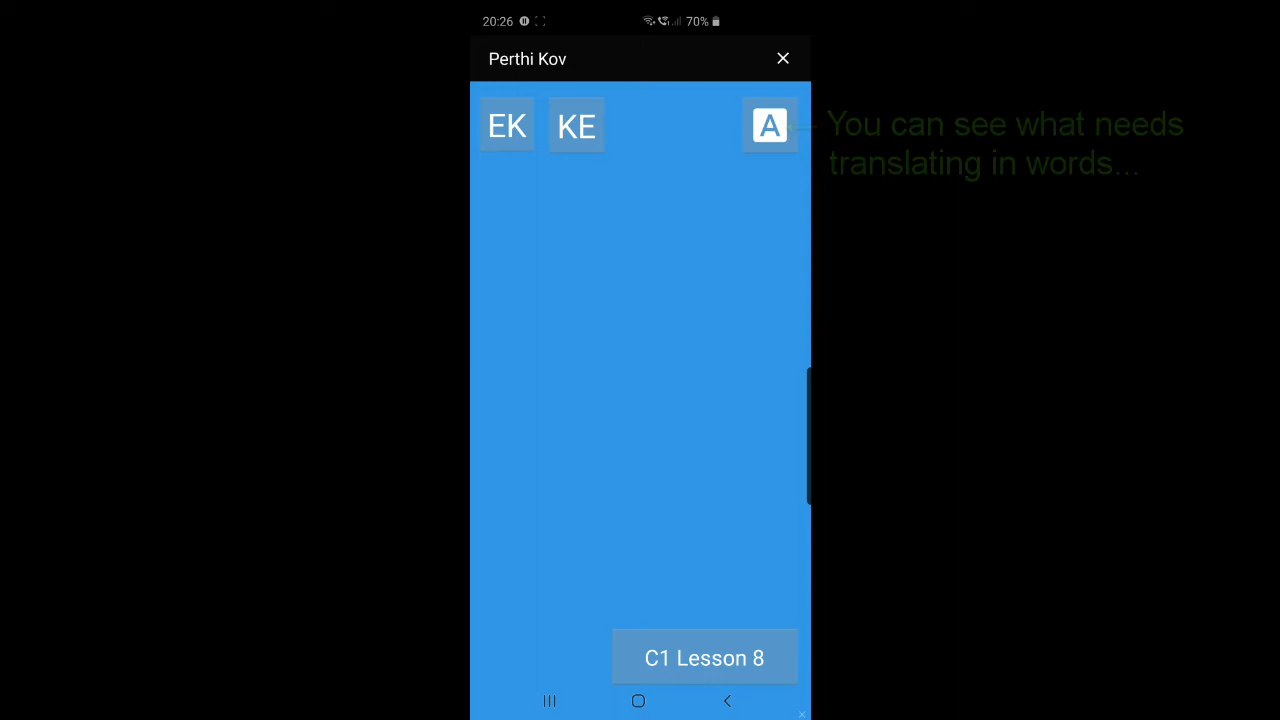 20:26 70%
Perthi Kov
EK KE A
You can see what needs
translating in words...
C1 Lesson 8